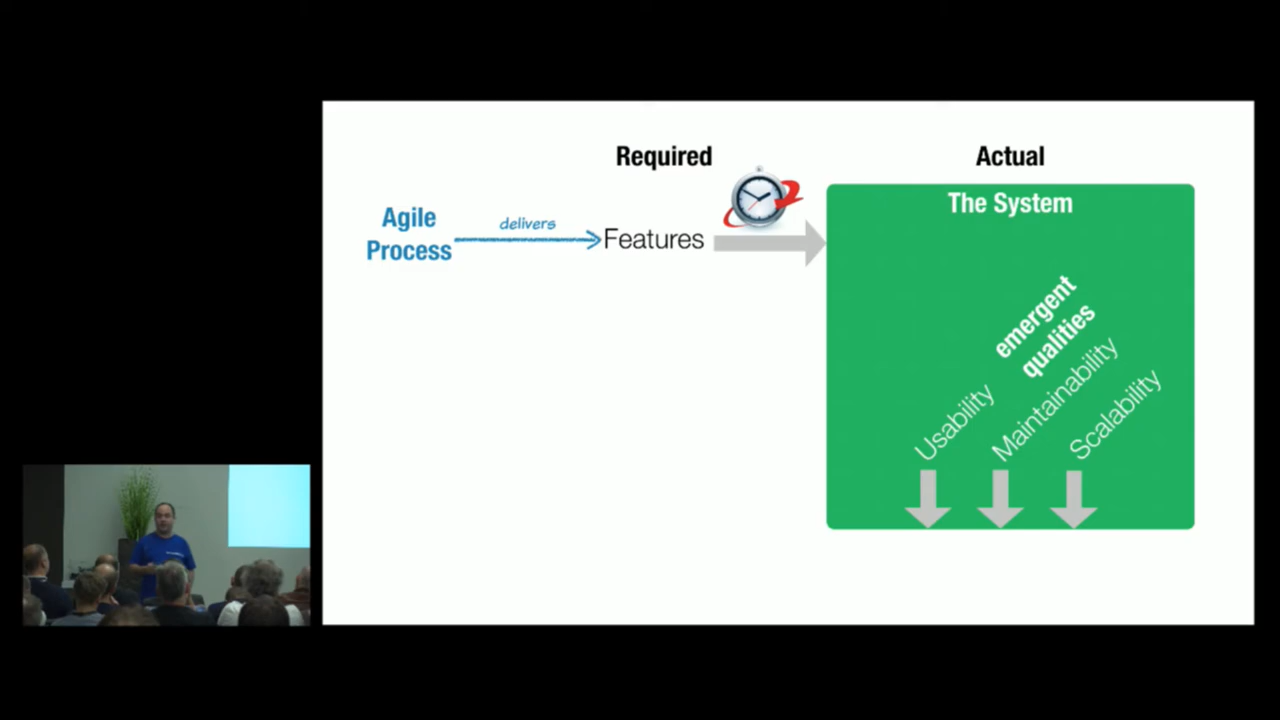 Required
Actual
The System
Agile
Process
delivers
Features
emergent
qualities
Usability
Maintainability
Scalability